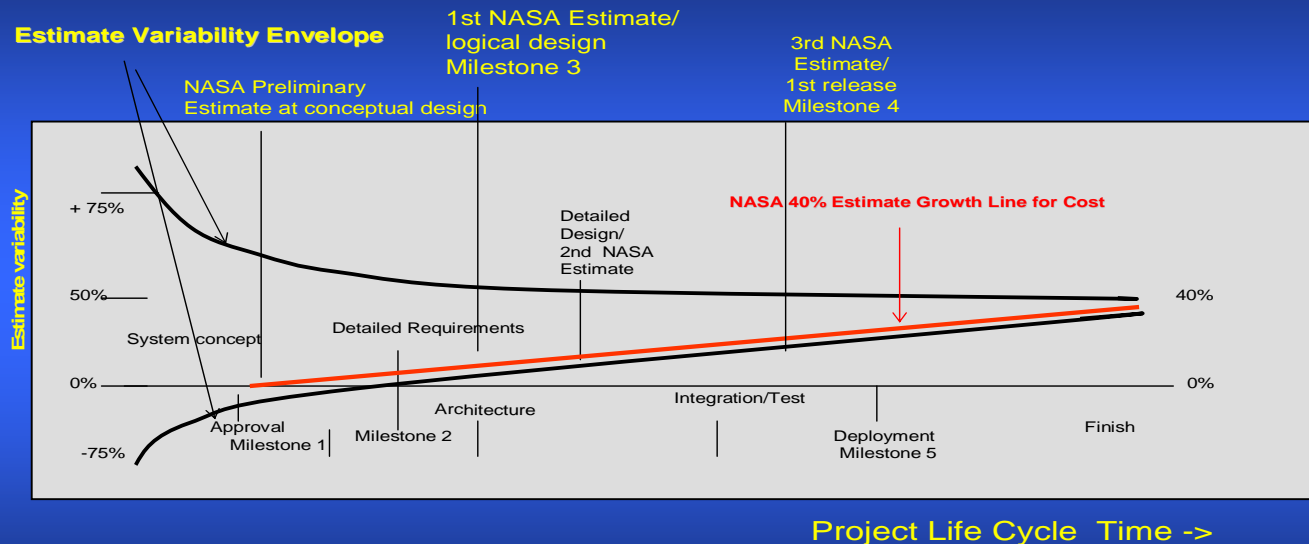 Estimate Variability Envelope
1st NASA Estimate/
logical design
Milestone 3
3rd NASA
Estimate/
1st release
Milestone 4
NASA Preliminary
Estimate at conceptual design
Estimate variability
+ 75%
50%
0%
-75%
NASA 40% Estimate Growth Line for Cost
Detailed
Design/
2nd NASA
Estimate
40%
0%
System concept
Detailed Requirements
Architecture
Integration/Test
Approval
Milestone 1
Milestone 2
Deployment
Milestone 5
Finish
Project Life Cycle Time ->